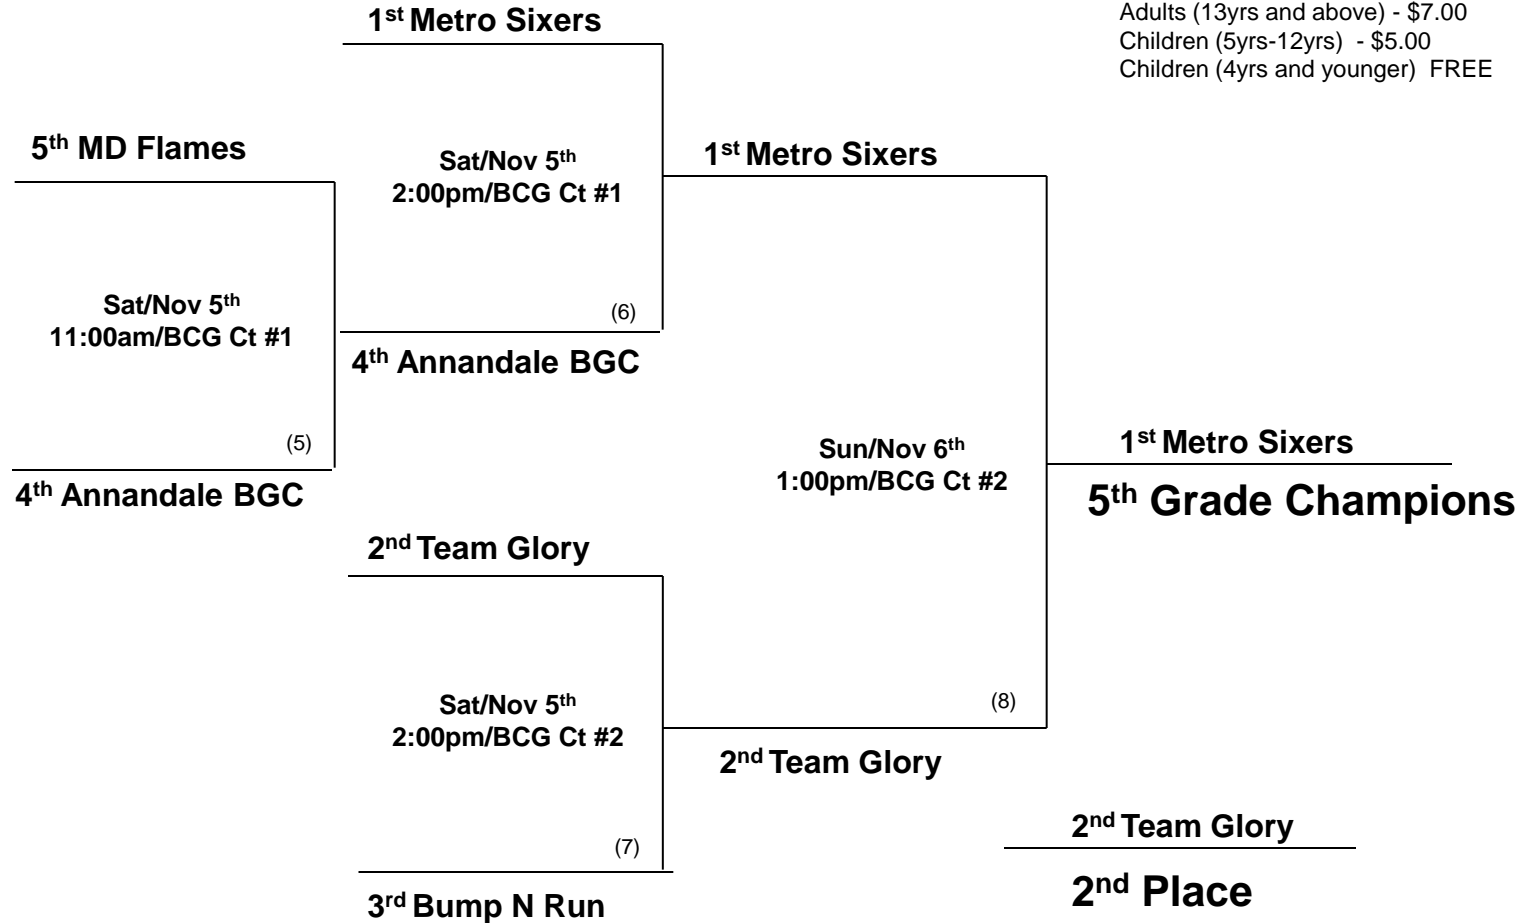 1st Metro Sixers
Adults (13yrs and above) - $7.00
Children (5yrs-12yrs) - $5.00
Children (4yrs and younger) FREE
5th MD Flames
Sat/Nov 5th
2:00pm/BCG Ct #1
1st Metro Sixers
Sat/Nov 5th
11:00am/BCG Ct #1
(6)
4th Annandale BGC
(5)
4th Annandale BGC
Sun/Nov 6th
1:00pm/BCG Ct #2
1st Metro Sixers
5th Grade Champions
2nd Team Glory
Sat/Nov 5th
2:00pm/BCG Ct #2
(8)
2nd Team Glory
(7)
3rd Bump N Run
2nd Team Glory
2nd Place